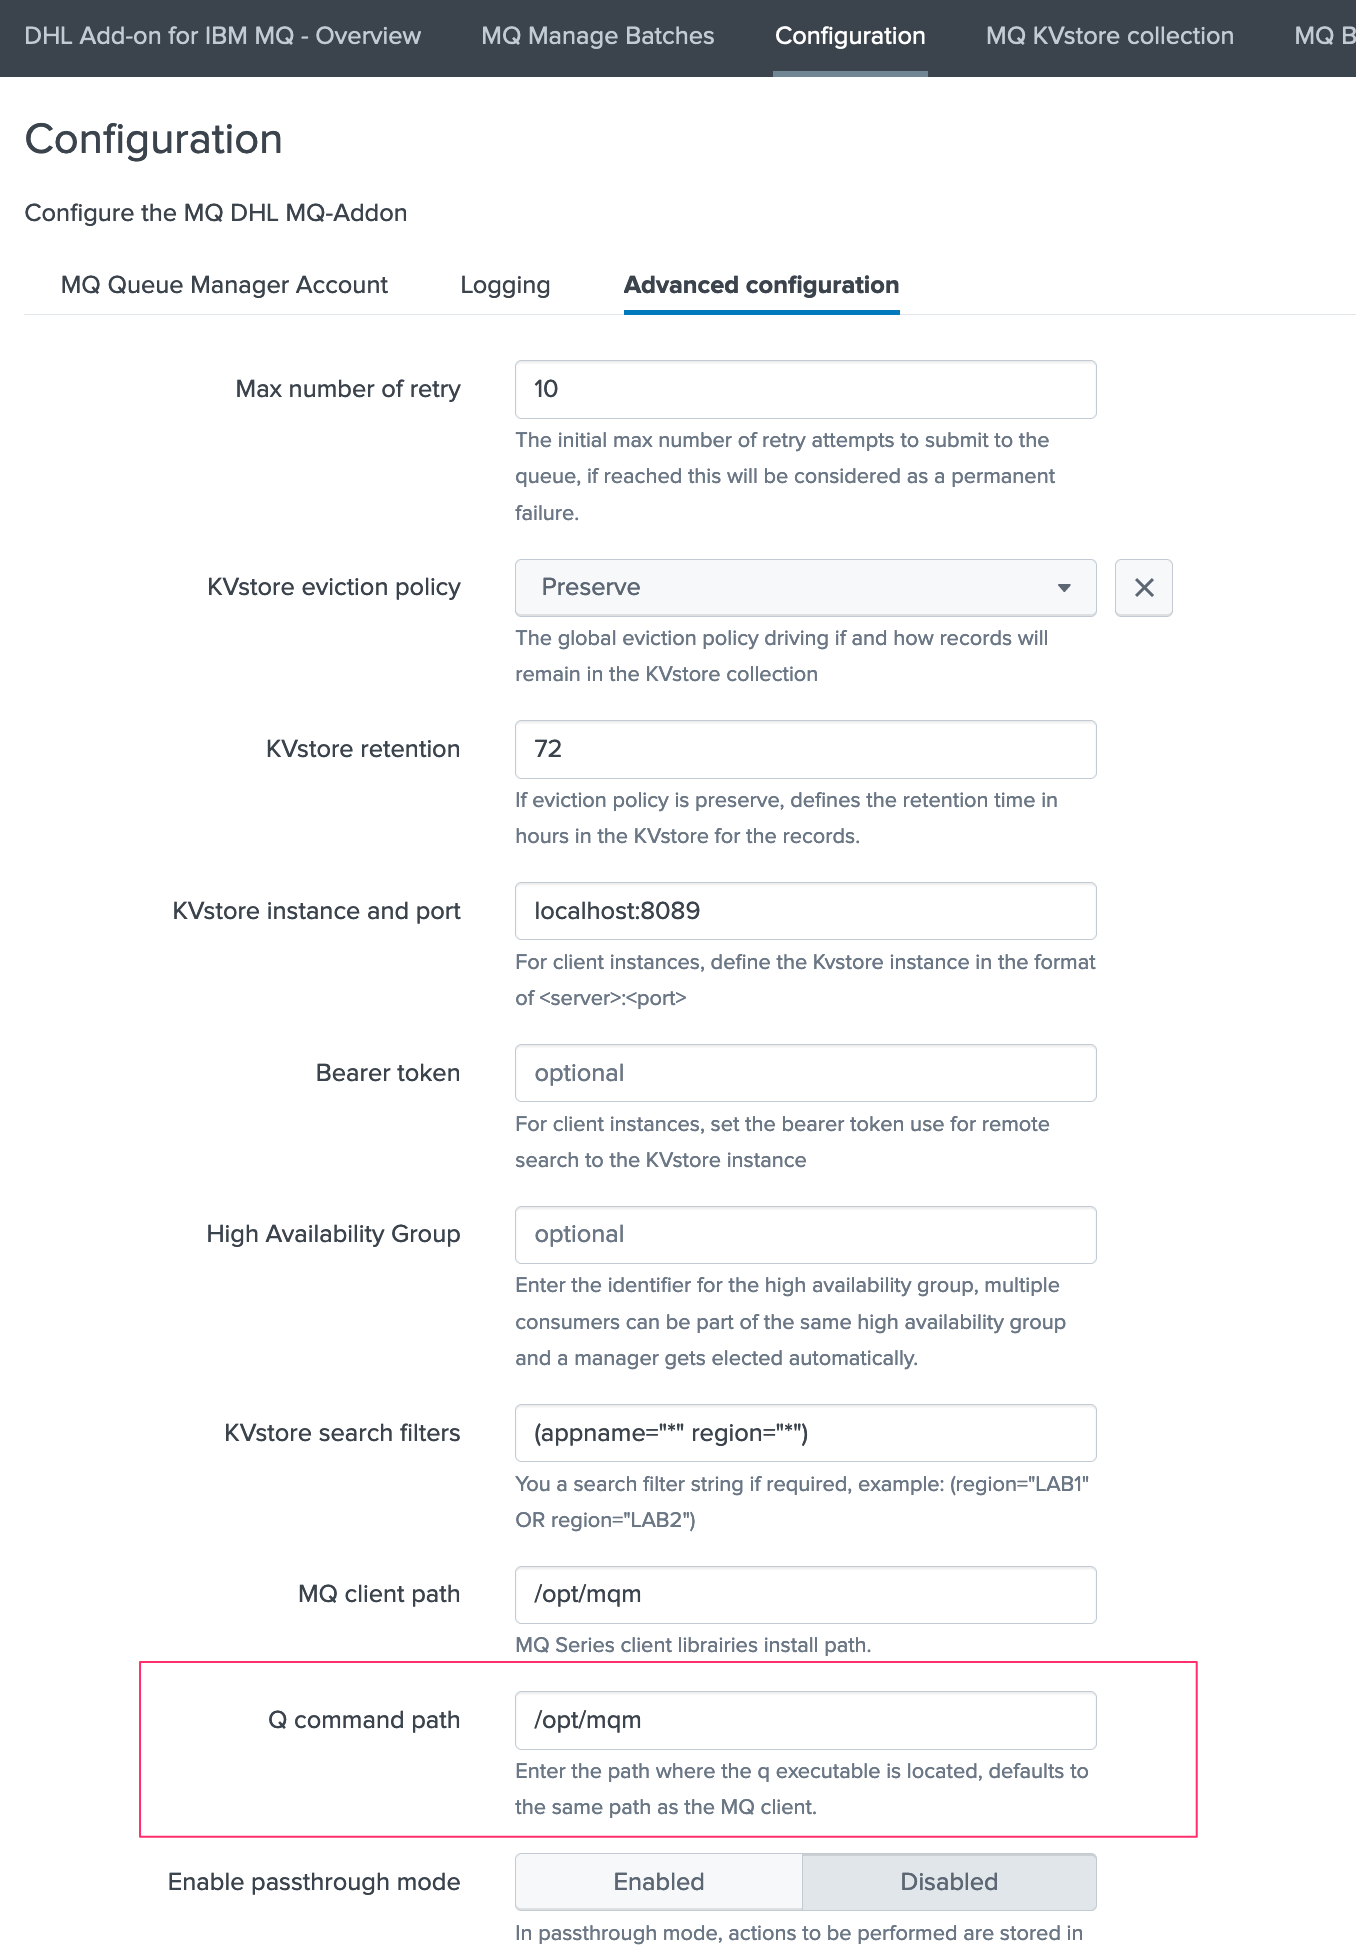 DHL Add-on for IBM MQ - Overview MQ Manage Batches Configuration MQ KVstore collection MQ B
Configuration
Configure the MQ DHL MQ-Addon
MQ Queue Manager Account Logging Advanced configuration
Max number of retry 10
The initial max number of retry attempts to submit to the
queue, if reached this will be considered as a permanent
failure.
KVstore eviction policy Preserve
The global eviction policy driving if and how records will
remain in the KVstore collection
KVstore retention 72
If eviction policy is preserve, defines the retention time in
hours in the KVstore for the records.
KVstore instance and port localhost:8089
For client instances, define the Kvstore instance in the format
of <server>:<port>
Bearer token optional
For client instances, set the bearer token use for remote
search to the KVstore instance
High Availability Group optional
Enter the identifier for the high availability group, multiple
consumers can be part of the same high availability group
and a manager gets elected automatically.
KVstore search filters (appname="*" region="*")
You a search filter string if required, example: (region="LAB1"
OR region="LAB2")
MQ client path /opt/mqm
MQ Series client librairies install path.
Q command path /opt/mqm
Enter the path where the q executable is located, defaults to
the same path as the MQ client.
Enable passthrough mode Enabled Disabled
In passthrough mode, actions to be performed are stored in